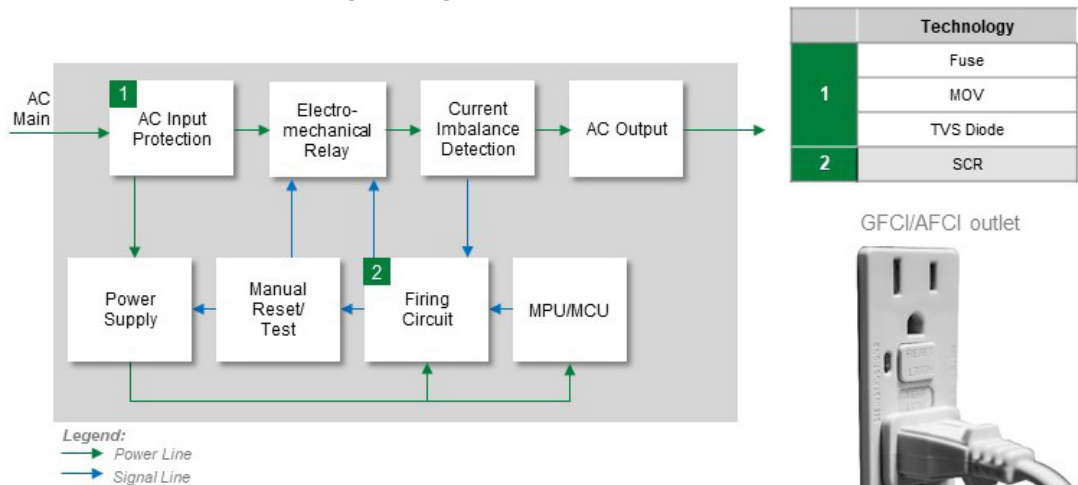 AC
Main
1
AC Input
Protection
Electro-
mechanical
Relay
Current
Imbalance
Detection
AC Output
Power
Supply
Manual
Reset/
Test
2
Firing
Circuit
MPU/MCU
Legend:
Power Line
Signal Line
Technology
1
Fuse
MOV
TVS Diode
2
SCR
GFCI/AFCI outlet
RESET